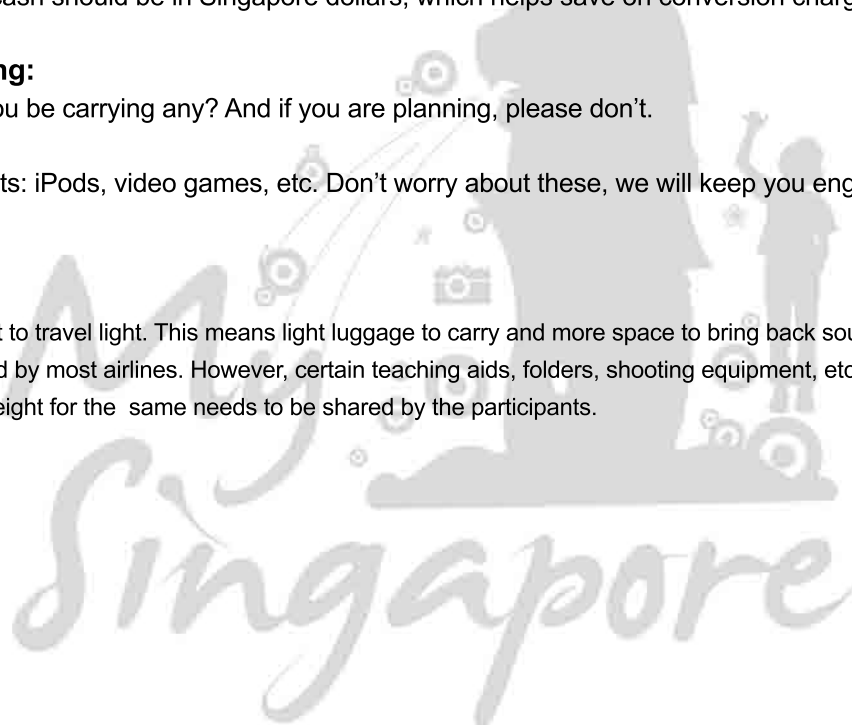 cash should be in Singapore dollars, which helps save on conversion charg
ng:
ou be carrying any? And if you are planning, please don’t.
ts: iPods, video games, etc. Don’t worry about these, we will keep you eng
t to travel light. This means light luggage to carry and more space to bring back sou
d by most airlines. However, certain teaching aids, folders, shooting equipment, etc
eight for the  same needs to be shared by the participants.
My
Singapore